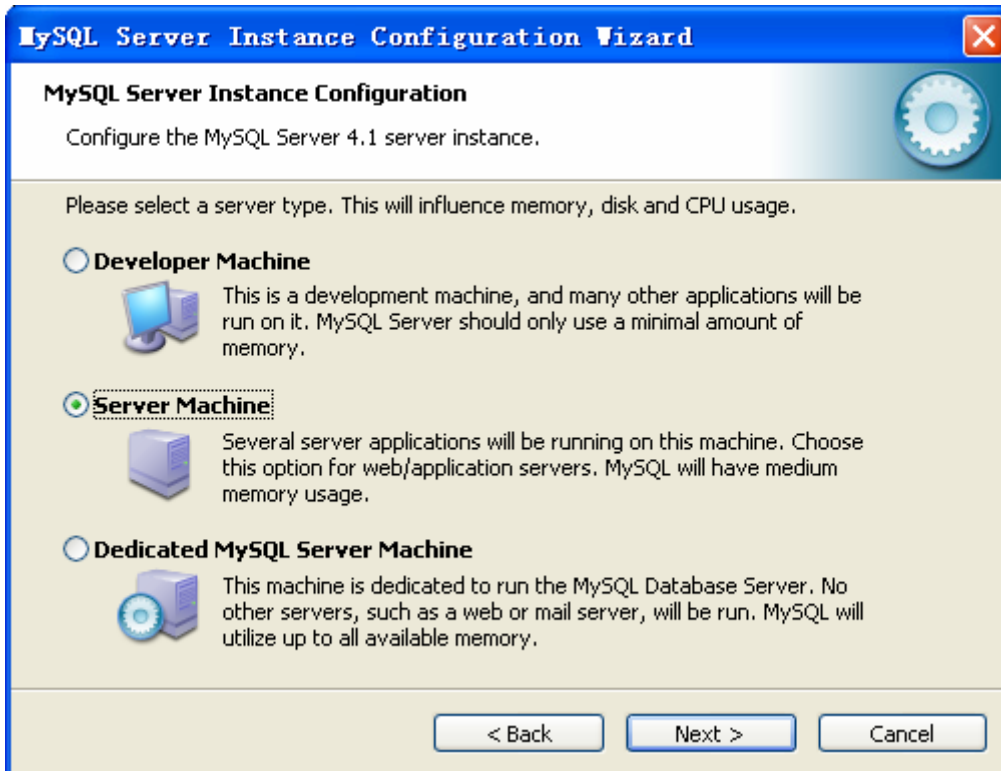 MySQL Server Instance Configuration Wizard
MySQL Server Instance Configuration
Configure the MySQL Server 4.1 server instance.
Please select a server type. This will influence memory, disk and CPU usage.
Developer Machine
This is a development machine, and many other applications will be
run on it. MySQL Server should only use a minimal amount of
memory.
Server Machine
Several server applications will be running on this machine. Choose
this option for web/application servers. MySQL will have medium
memory usage.
Dedicated MySQL Server Machine
This machine is dedicated to run the MySQL Database Server. No
other servers, such as a web or mail server, will be run. MySQL will
utilize up to all available memory.
< Back Next > Cancel